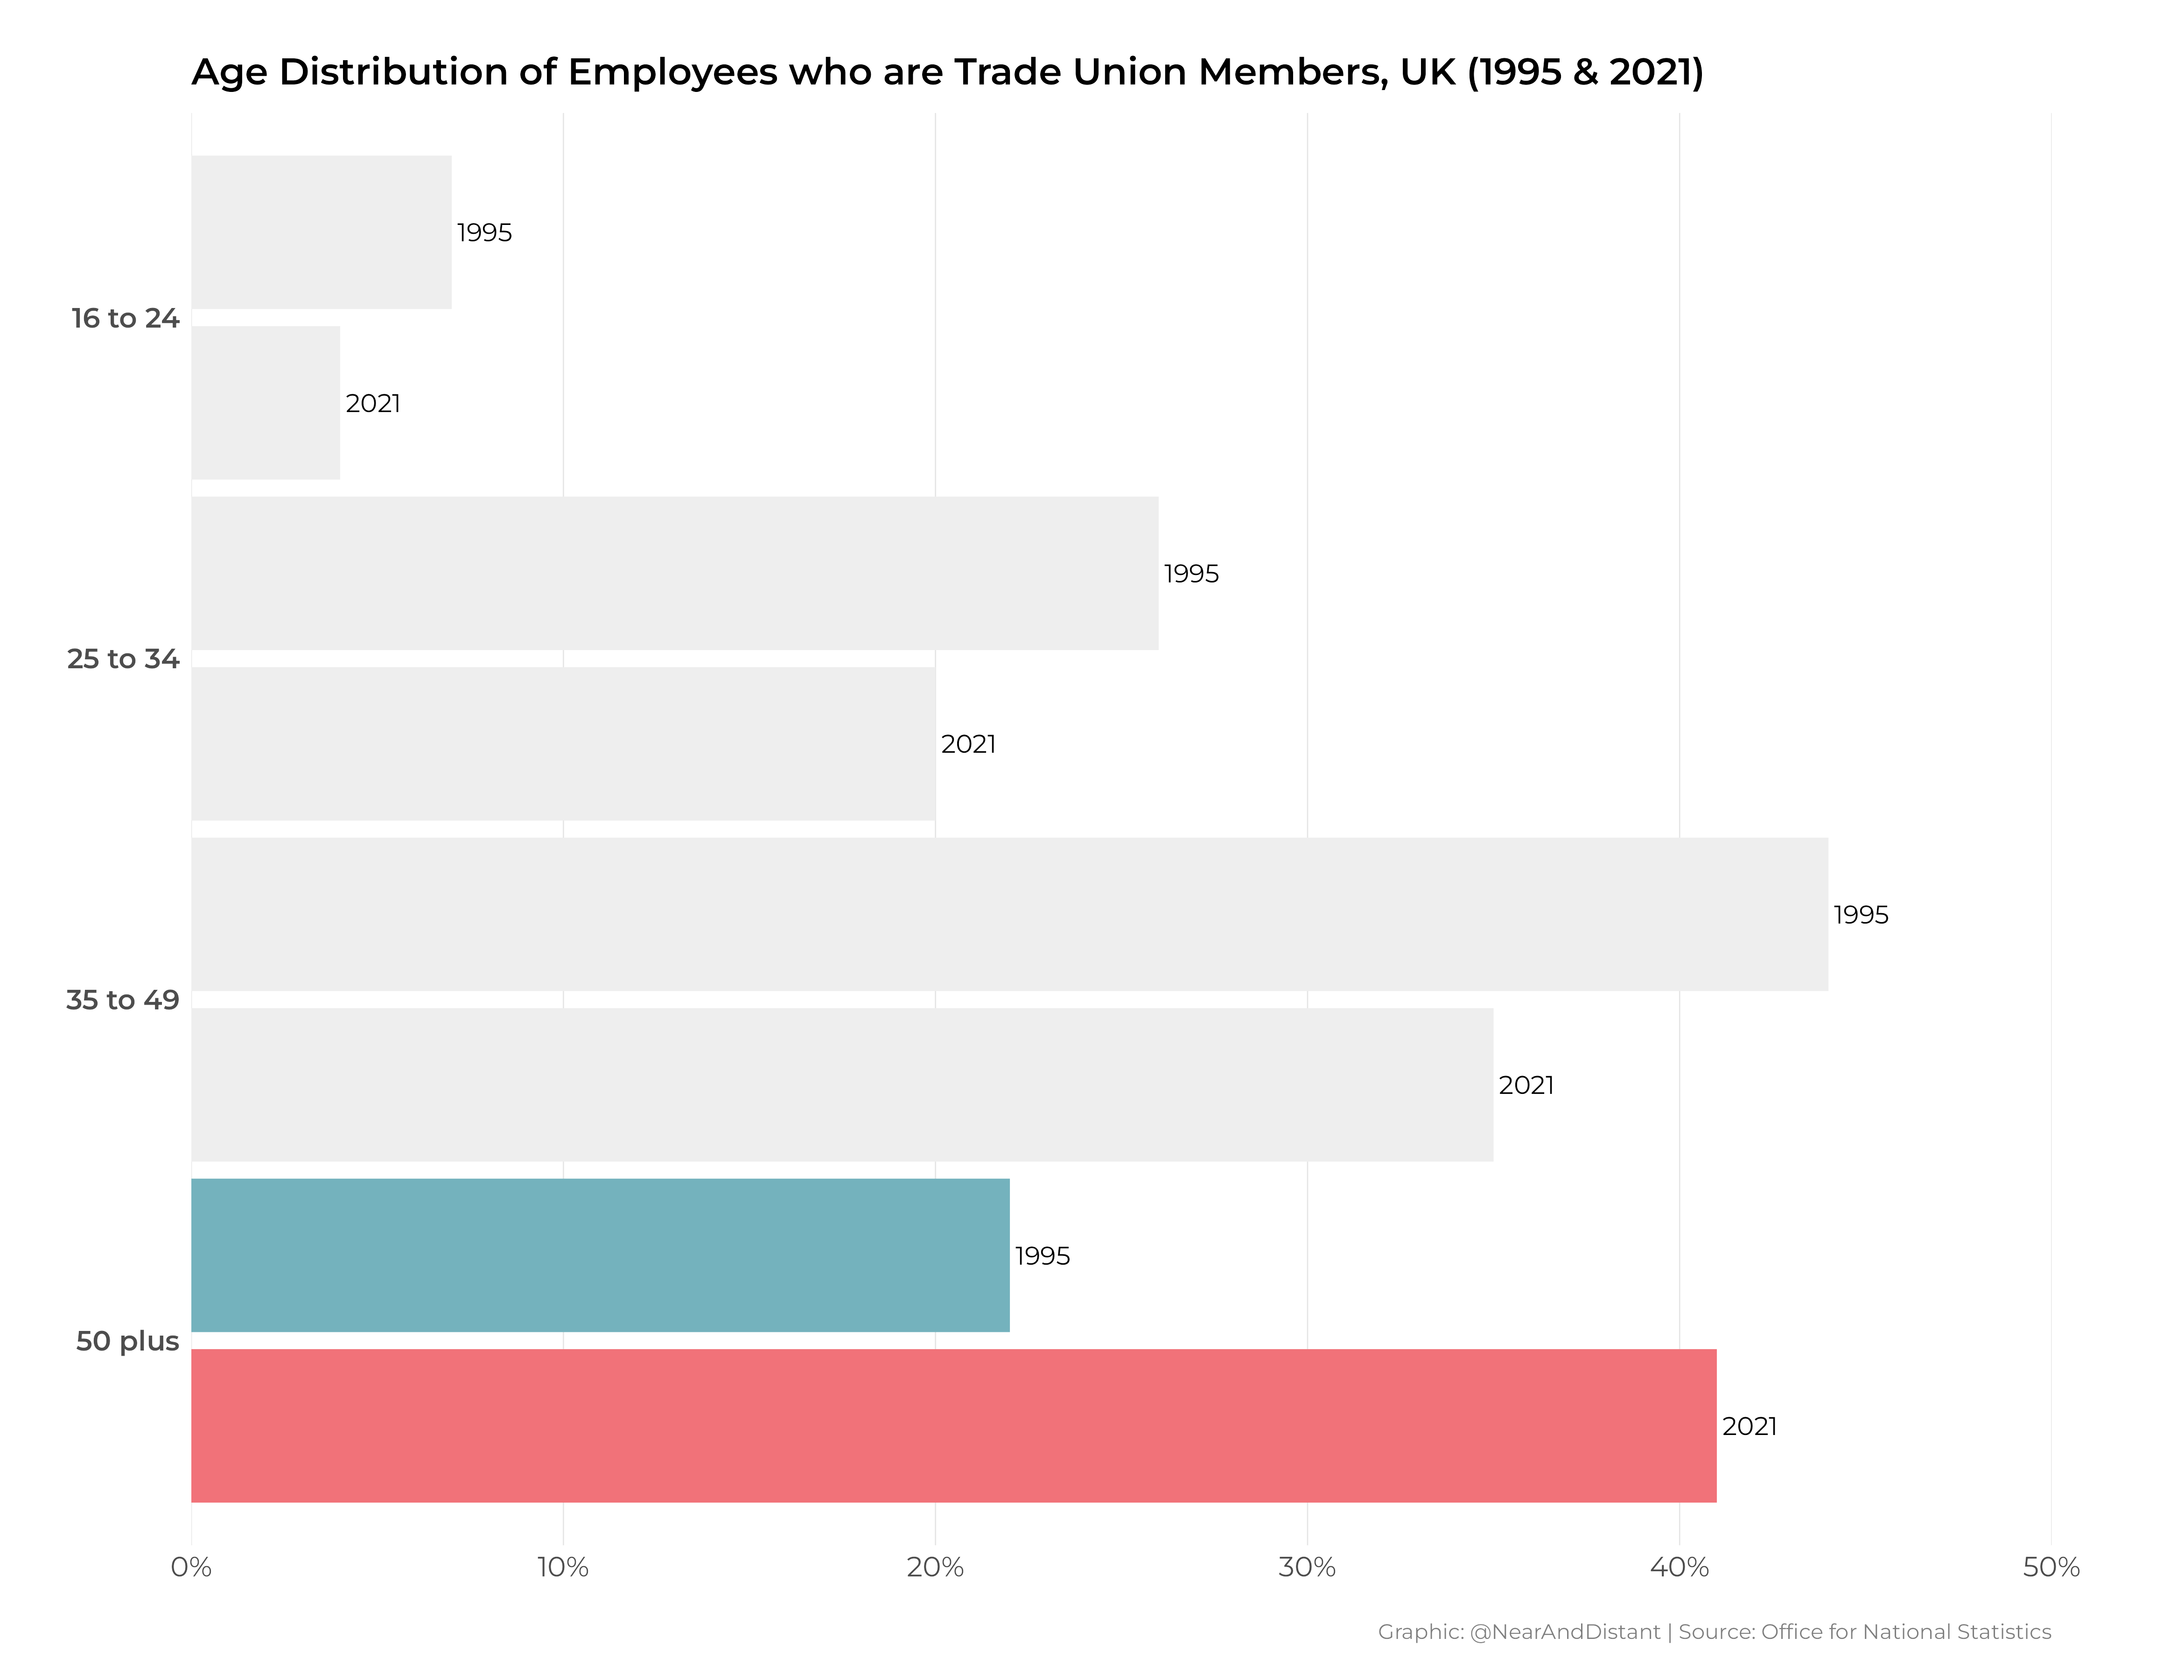 Age Distribution of Employees who are Trade Union Members, UK (1995 & 2021)
1995
16 to 24
2021
1995
25 to 34
2021
1995
35 to 49
2021
1995
50 plus
2021
0% 10% 20% 30% 40% 50%
Graphic: @NearAndDistant | Source: Office for National Statistics